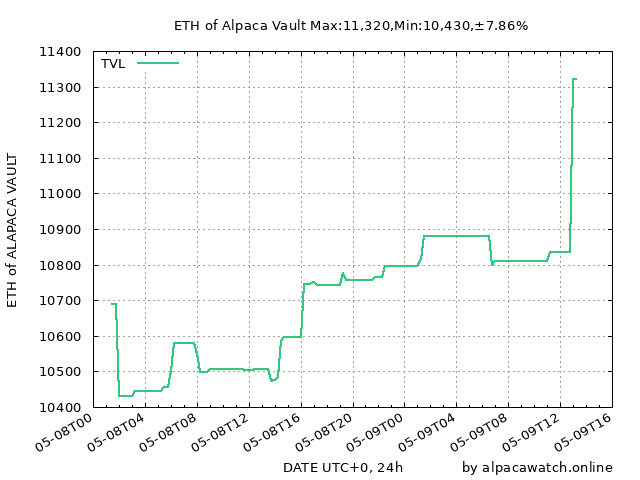 ETH of Alpaca Vault Max:11,320,Min:10,430,±7.86%
TVL
11400
11300
11200
11100
11000
10900
10800
10700
10600
10500
10400
ETH of ALAPACA VAULT
05-08T00
05-08T04
05-08T08
05-08T12
05-08T16
05-08T20
05-09T00
05-09T04
05-09T08
05-09T12
05-09T16
DATE UTC+0, 24h
by alpacawatch.online